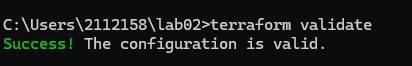 C:\Users\2112158\lab02>terraform validate
Success! The configuration is valid.